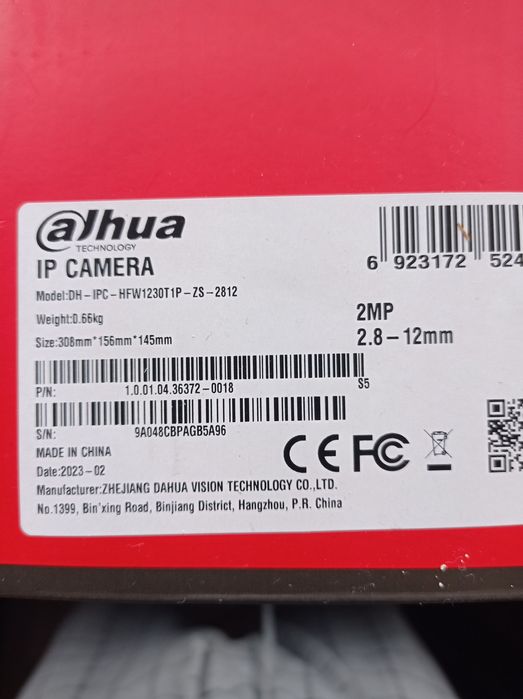 alhua
TECHNOLOGY
IP CAMERA
Model:DH-IPC-HFW1230T1P-ZS-2812
Weight:0.66kg
Size:308mm*156mm*145mm
6 923172 524
2MP
2.8-12mm
P/N: 1.0.01.04.36372-0018 S5
S/N: 9A048CBPAGB5A96
MADE IN CHINA
Date:2023-02
CE FC
Manufacturer:ZHEJIANG DAHUA VISION TECHNOLOGY CO.,LTD.
No.1399, Bin'xing Road, Binjiang District, Hangzhou, P.R. China